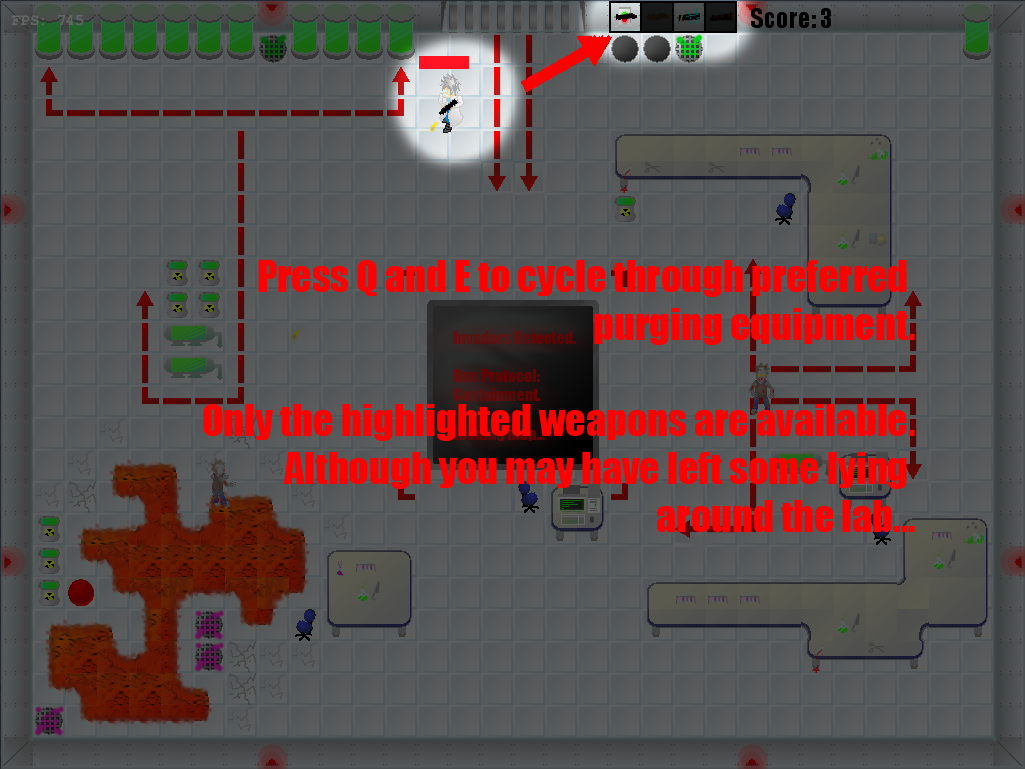 FPS: 745
Score:3
Press Q and E to cycle through preferred
purging equipment.
Only the highlighted weapons are available.
Although you may have left some lying
around the lab...